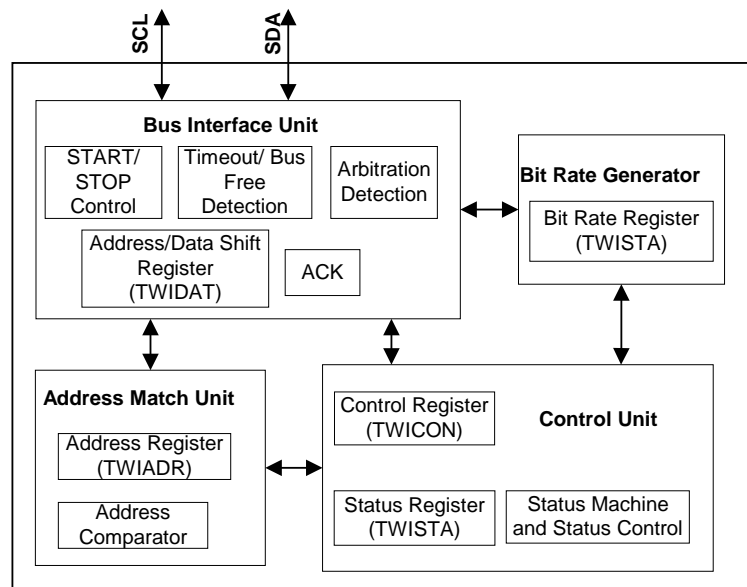 SCL
SDA
Bus Interface Unit
START/
STOP
Control
Timeout/ Bus
Free
Detection
Arbitration
Detection
Address/Data Shift
Register
(TWIDAT)
ACK
Bit Rate Generator
Bit Rate Register
(TWISTA)
Address Match Unit
Address Register
(TWIADR)
Address
Comparator
Control Unit
Control Register
(TWICON)
Status Register
(TWISTA)
Status Machine
and Status Control